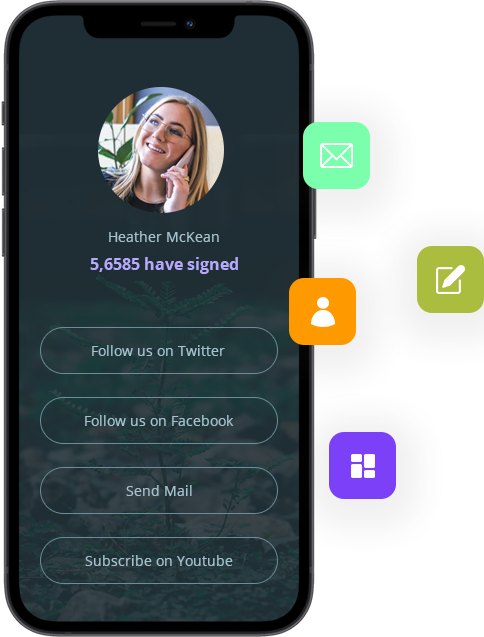 Heather McKean
5,6585 have signed
Follow us on Twitter
Follow us on Facebook
Send Mail
Subscribe on Youtube